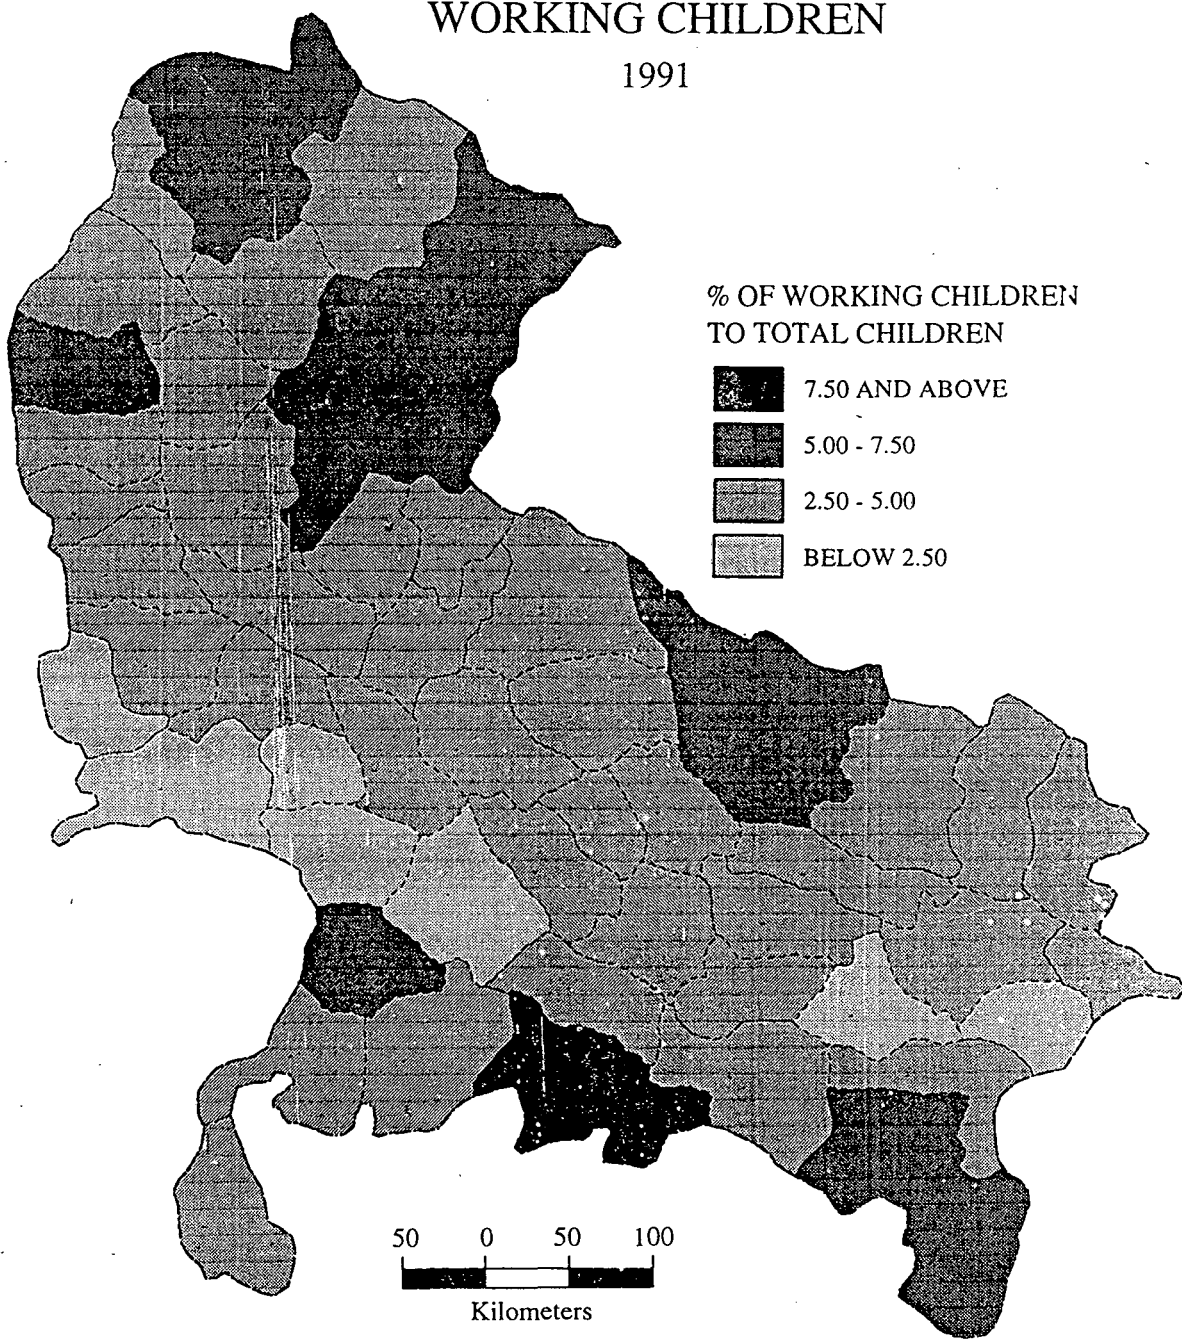 WORKING CHILDREN
1991
% OF WORKING CHILDREN
TO TOTAL CHILDREN
7.50 AND ABOVE
5.00 - 7.50
2.50 - 5.00
BELOW 2.50
50 0 50 100
Kilometers